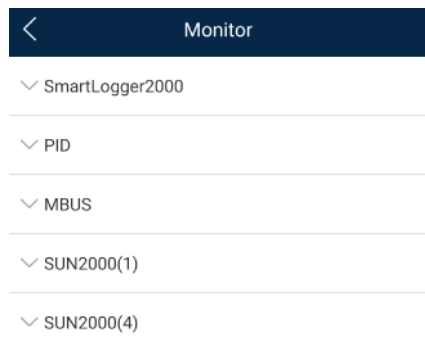 Monitor
SmartLogger2000
PID
MBUS
SUN2000(1)
SUN2000(4)